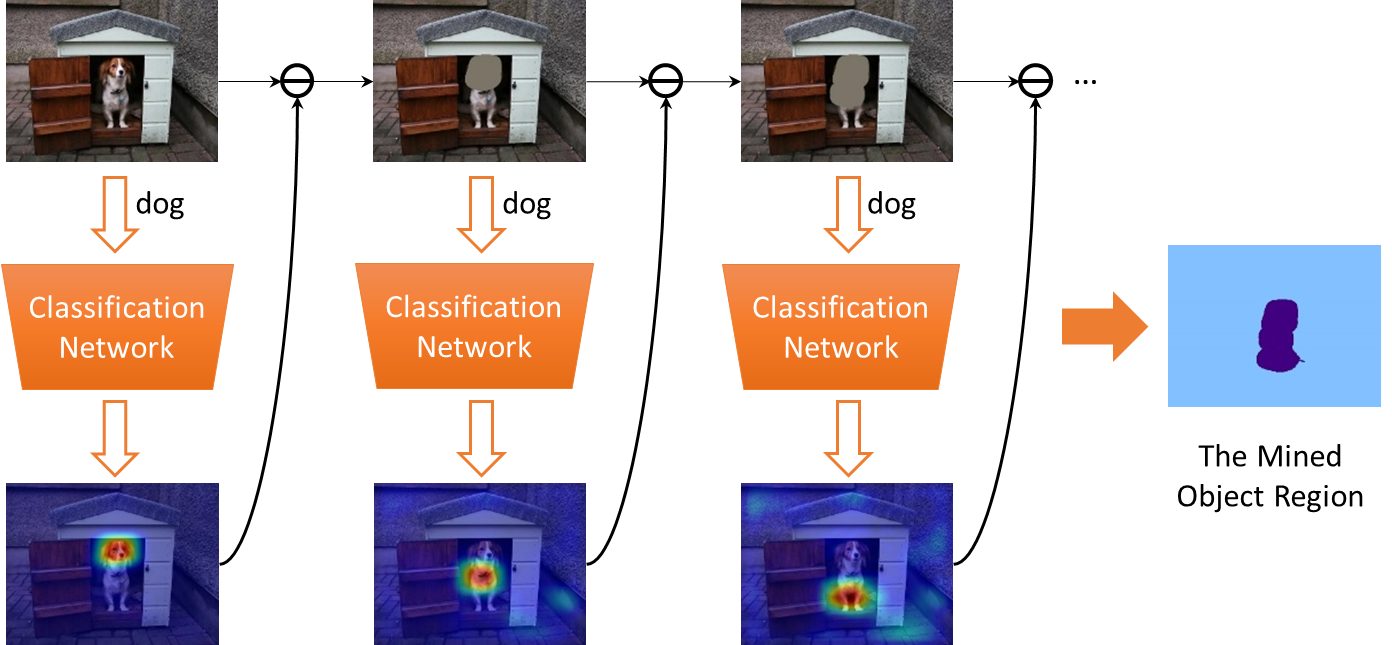 ...
dog
dog
dog
Classification
Network
Classification
Network
Classification
Network
The Mined
Object Region